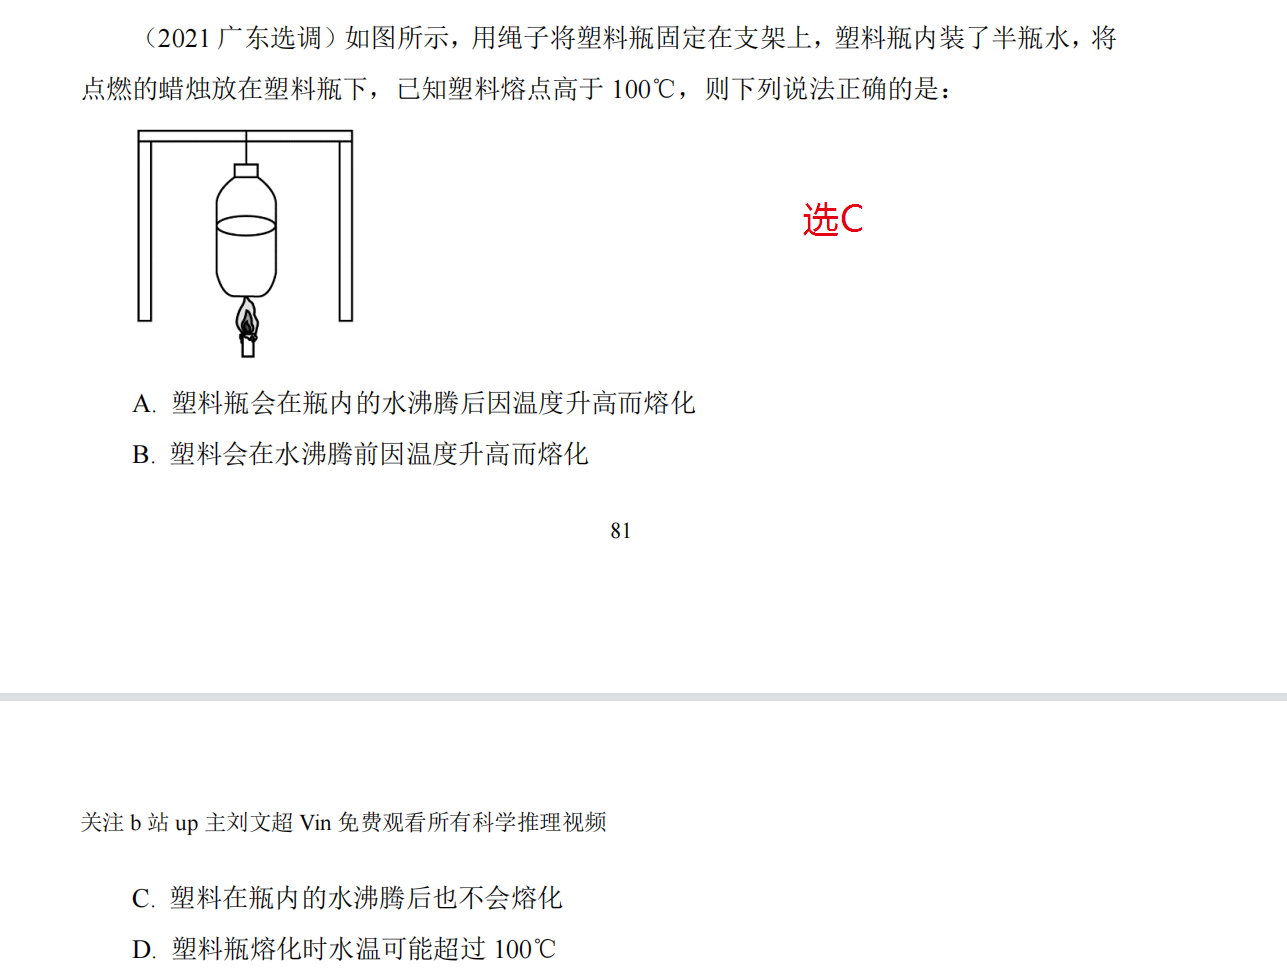 （2021 广东选调）如图所示，用绳子将塑料瓶固定在支架上，塑料瓶内装了半瓶水，将
点燃的蜡烛放在塑料瓶下，已知塑料熔点高于 100℃，则下列说法正确的是：
选C
A. 塑料瓶会在瓶内的水沸腾后因温度升高而熔化
B. 塑料会在水沸腾前因温度升高而熔化
81
关注 b 站 up 主刘文超 Vin 免费观看所有科学推理视频
C. 塑料在瓶内的水沸腾后也不会熔化
D. 塑料瓶熔化时水温可能超过 100℃